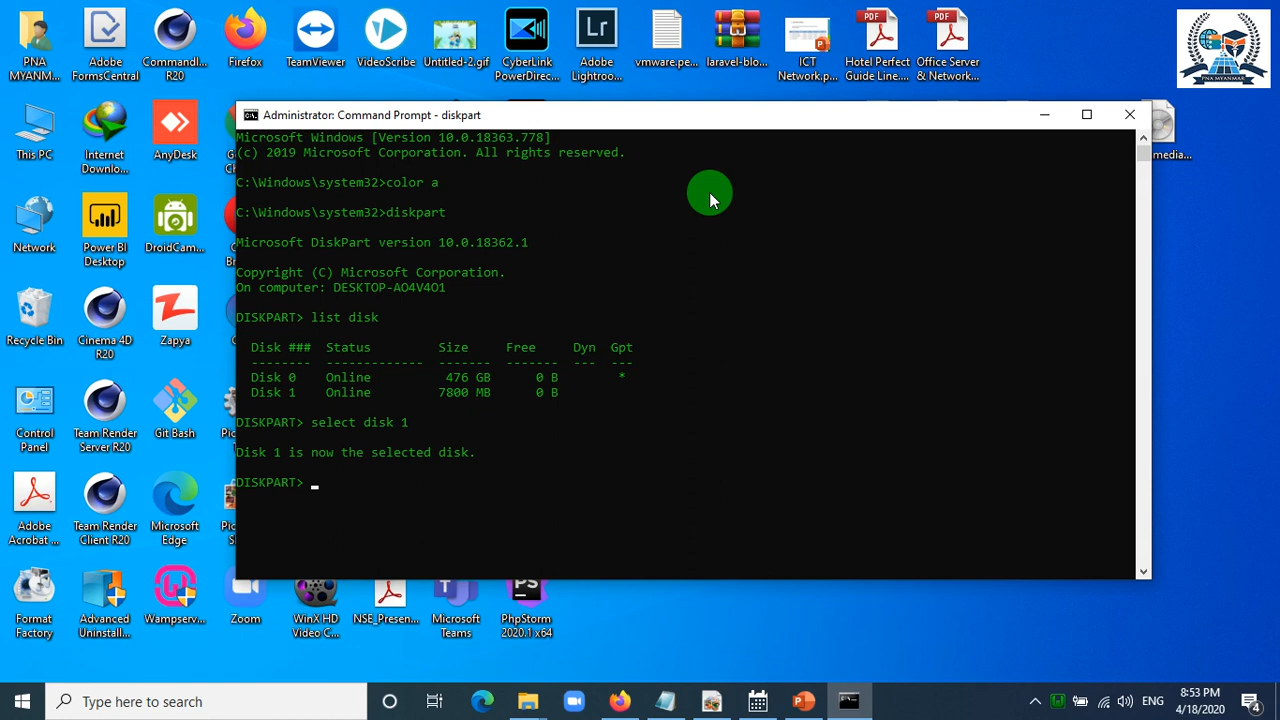 PNA
MYANM...
Adobe
FormsCentral
CommandL...
R20
Firefox
TeamViewer
VideoScribe
Untitled-2.gif
CyberLink
PowerDirec...
Lr
Adobe
Lightroo...
vmware.pe...
laravel-blo...
ICT
Network.p...
PDF
Hotel Perfect
Guide Line....
PDF
Office Server
& Network...
PNA MYANMAR
Administrator: Command Prompt - diskpart
Microsoft Windows [Version 10.0.18363.778]
(c) 2019 Microsoft Corporation. All rights reserved.
C:\Windows\system32>color a
C:\Windows\system32>diskpart
Microsoft DiskPart version 10.0.18362.1
Copyright (C) Microsoft Corporation.
On computer: DESKTOP-AO4V4O1
DISKPART> list disk
Disk ### Status Size Free Dyn Gpt
-------- ------------- ------- ------- --- ---
Disk 0 Online 476 GB 0 B *
Disk 1 Online 7800 MB 0 B
DISKPART> select disk 1
Disk 1 is now the selected disk.
DISKPART> _
This PC
Internet
Downlo...
AnyDesk
media...
Network
Power BI
Desktop
DroidCam...
Recycle Bin
Cinema 4D
R20
Zapya
Control
Panel
Team Render
Server R20
Git Bash
Adobe
Acrobat ...
Team Render
Client R20
Microsoft
Edge
Format
Factory
Advanced
Uninstall...
Wampserv...
Zoom
WinX HD
Video C...
NSE_Presen...
Microsoft
Teams
PS
PhpStorm
2020.1 x64
Type here to search
ENG
8:53 PM
4/18/2020
4